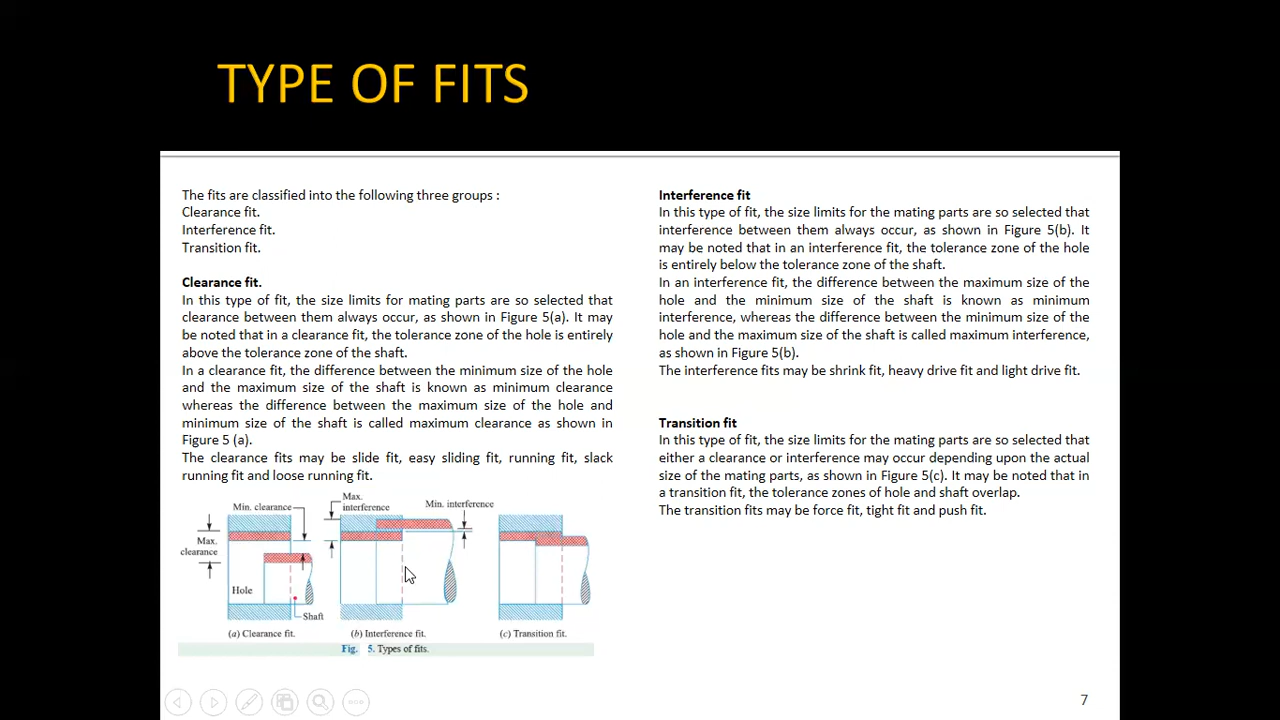 TYPE OF FITS
The fits are classified into the following three groups :
Clearance fit.
Interference fit.
Transition fit.
Clearance fit.
In this type of fit, the size limits for mating parts are so selected that
clearance between them always occur, as shown in Figure 5(a). It may
be noted that in a clearance fit, the tolerance zone of the hole is entirely
above the tolerance zone of the shaft.
In a clearance fit, the difference between the minimum size of the hole
and the maximum size of the shaft is known as minimum clearance
whereas the difference between the maximum size of the hole and
minimum size of the shaft is called maximum clearance as shown in
Figure 5 (a).
The clearance fits may be slide fit, easy sliding fit, running fit, slack
running fit and loose running fit.
Min. clearance
Max.
clearance
Hole
Shaft
(a) Clearance fit.
Max.
interference
Min. interference
(b) Interference fit.
(c) Transition fit.
Fig. 5. Types of fits.
Interference fit
In this type of fit, the size limits for the mating parts are so selected that
interference between them always occur, as shown in Figure 5(b). It
may be noted that in an interference fit, the tolerance zone of the hole
is entirely below the tolerance zone of the shaft.
In an interference fit, the difference between the maximum size of the
hole and the minimum size of the shaft is known as minimum
interference, whereas the difference between the minimum size of the
hole and the maximum size of the shaft is called maximum interference,
as shown in Figure 5(b).
The interference fits may be shrink fit, heavy drive fit and light drive fit.
Transition fit
In this type of fit, the size limits for the mating parts are so selected that
either a clearance or interference may occur depending upon the actual
size of the mating parts, as shown in Figure 5(c). It may be noted that in
a transition fit, the tolerance zones of hole and shaft overlap.
The transition fits may be force fit, tight fit and push fit.
7